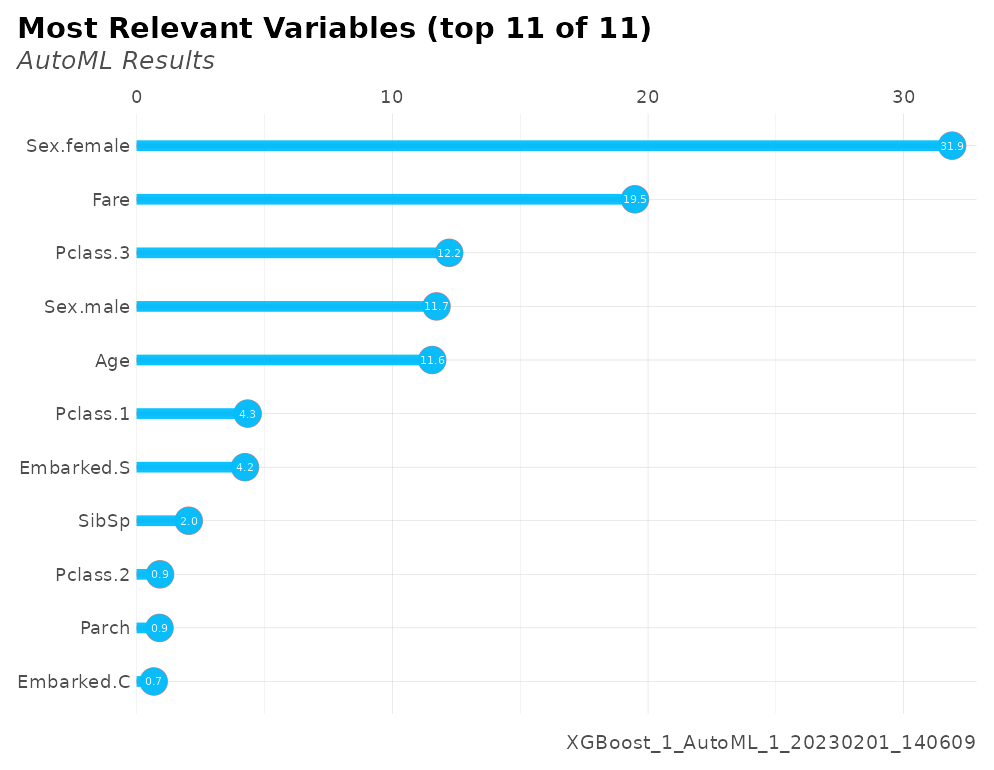 Most Relevant Variables (top 11 of 11)
AutoML Results
0 10 20 30
Sex.female 31.9
Fare 19.5
Pclass.3 12.2
Sex.male 11.7
Age 11.6
Pclass.1 4.3
Embarked.S 4.2
SibSp 2.0
Pclass.2 0.9
Parch 0.9
Embarked.C 0.7
XGBoost_1_AutoML_1_20230201_140609